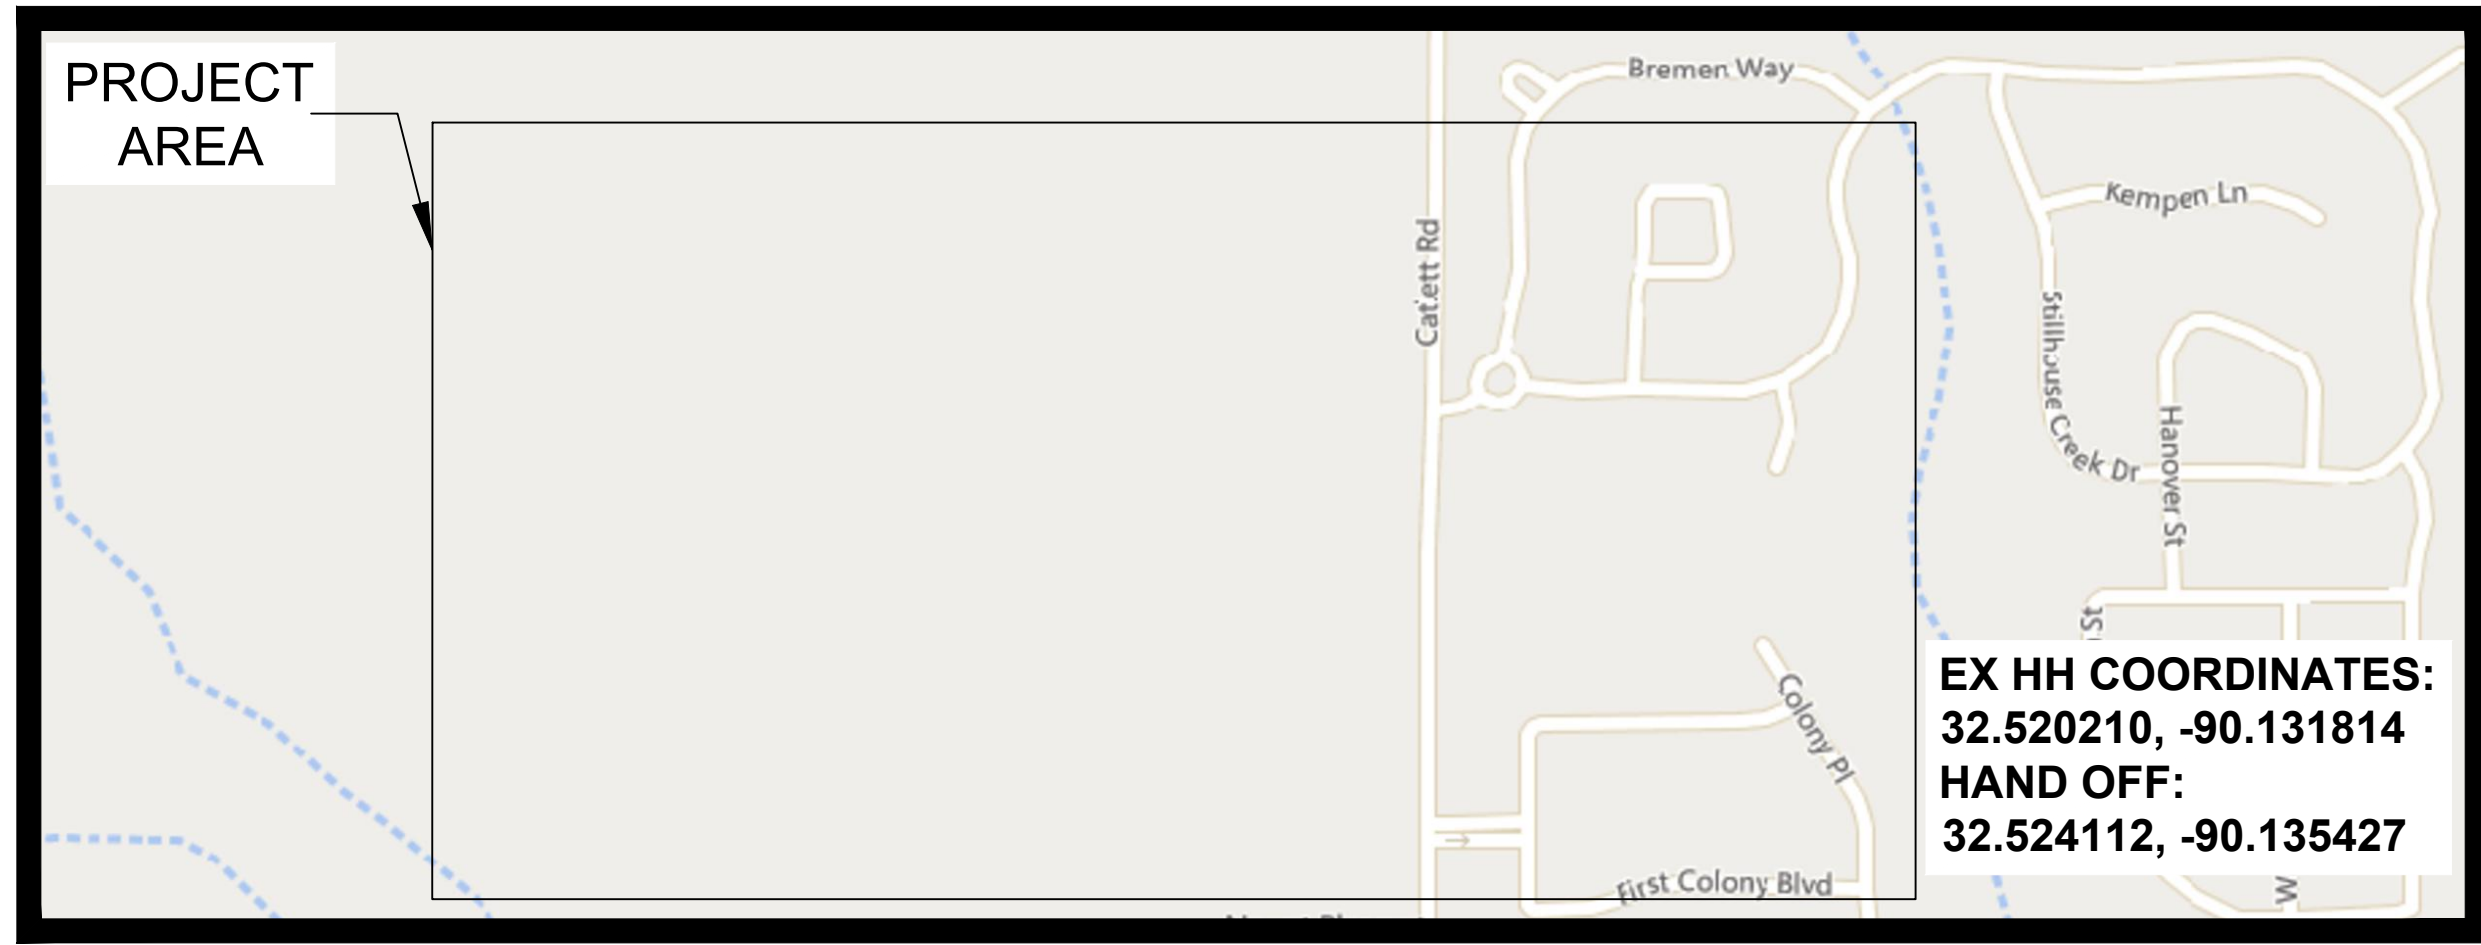 PROJECT
AREA
Bremen Way
Kempen Ln
Catlett Rd
Stillhouse Creek Dr
Hanover St
St
Colony Pl
First Colony Blvd
W
EX HH COORDINATES:
32.520210, -90.131814
HAND OFF:
32.524112, -90.135427